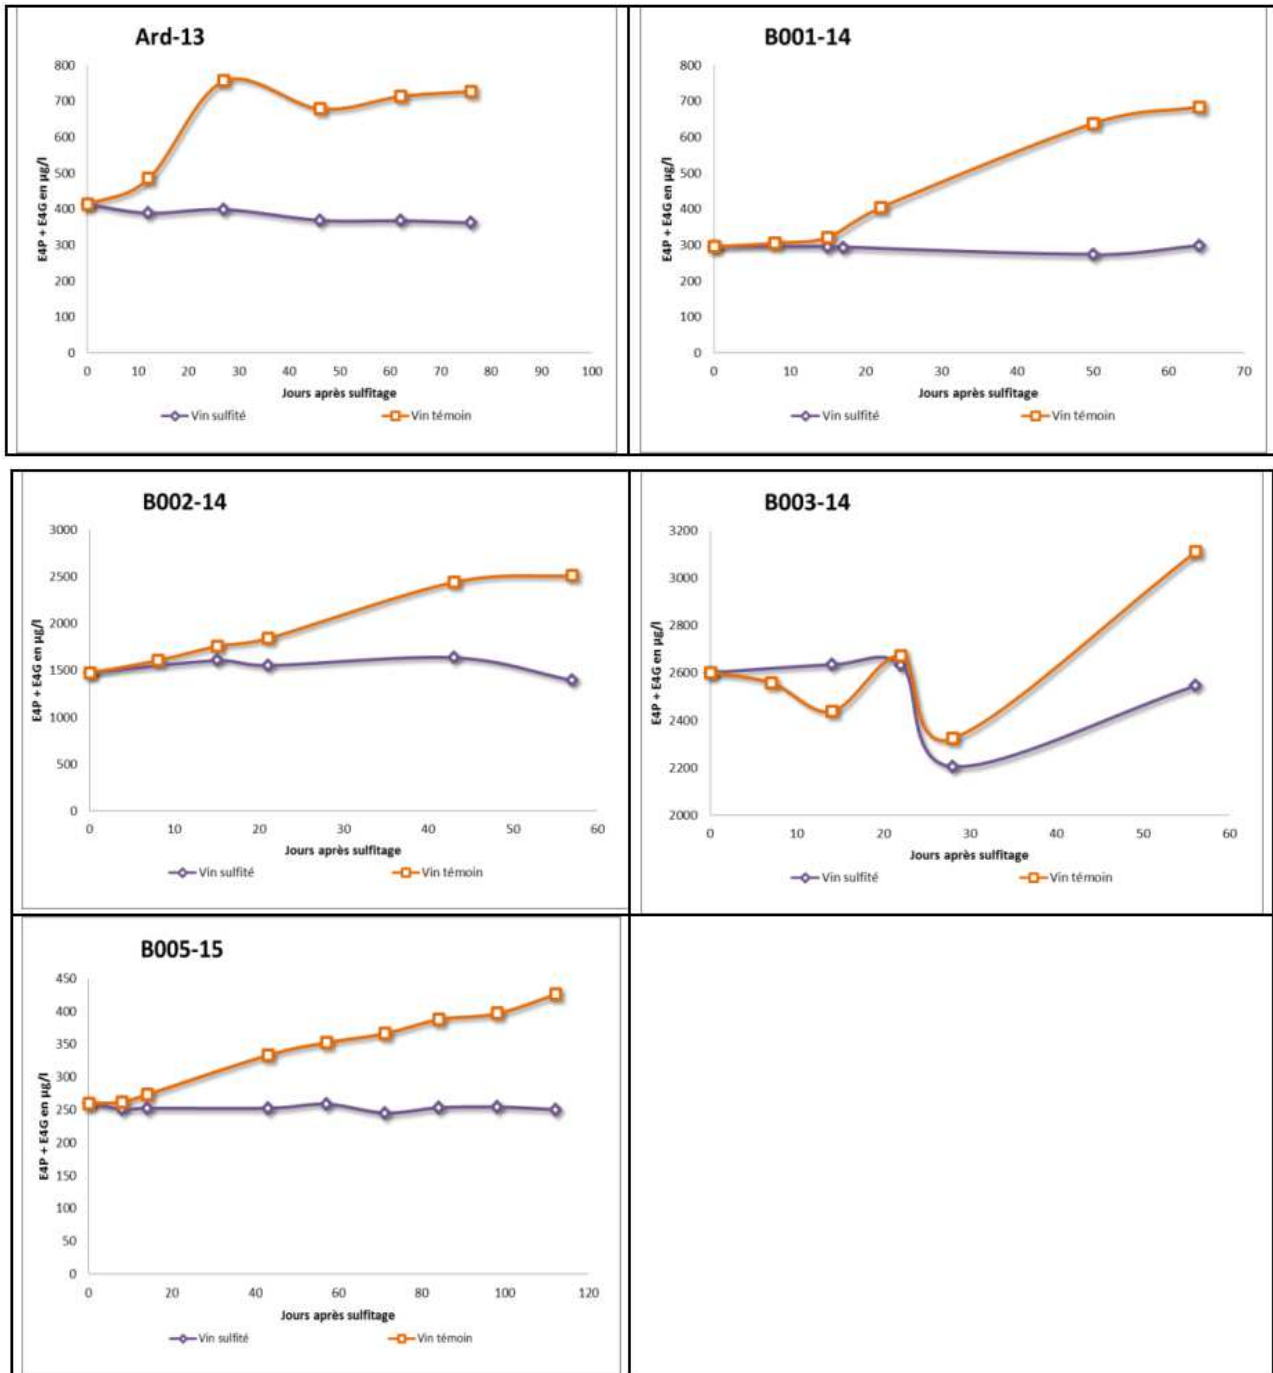 Ard-13
800
700
600
500
400
300
200
100
0
E4P + E4G en µg/l
0 10 20 30 40 50 60 70 80 90 100
Jours après sulfitage
Vin sulfité Vin témoin
B001-14
800
700
600
500
400
300
200
100
0
E4P + E4G en µg/l
0 10 20 30 40 50 60 70
Jours après sulfitage
Vin sulfité Vin témoin
B002-14
3000
2500
2000
1500
1000
500
0
E4P + E4G en µg/l
0 10 20 30 40 50 60
Jours après sulfitage
Vin sulfité Vin témoin
B003-14
3200
3000
2800
2600
2400
2200
2000
E4P + E4G en µg/l
0 10 20 30 40 50 60
Jours après sulfitage
Vin sulfité Vin témoin
B005-15
450
400
350
300
250
200
150
100
50
0
E4P + E4G en µg/l
0 20 40 60 80 100 120
Jours après sulfitage
Vin sulfité Vin témoin